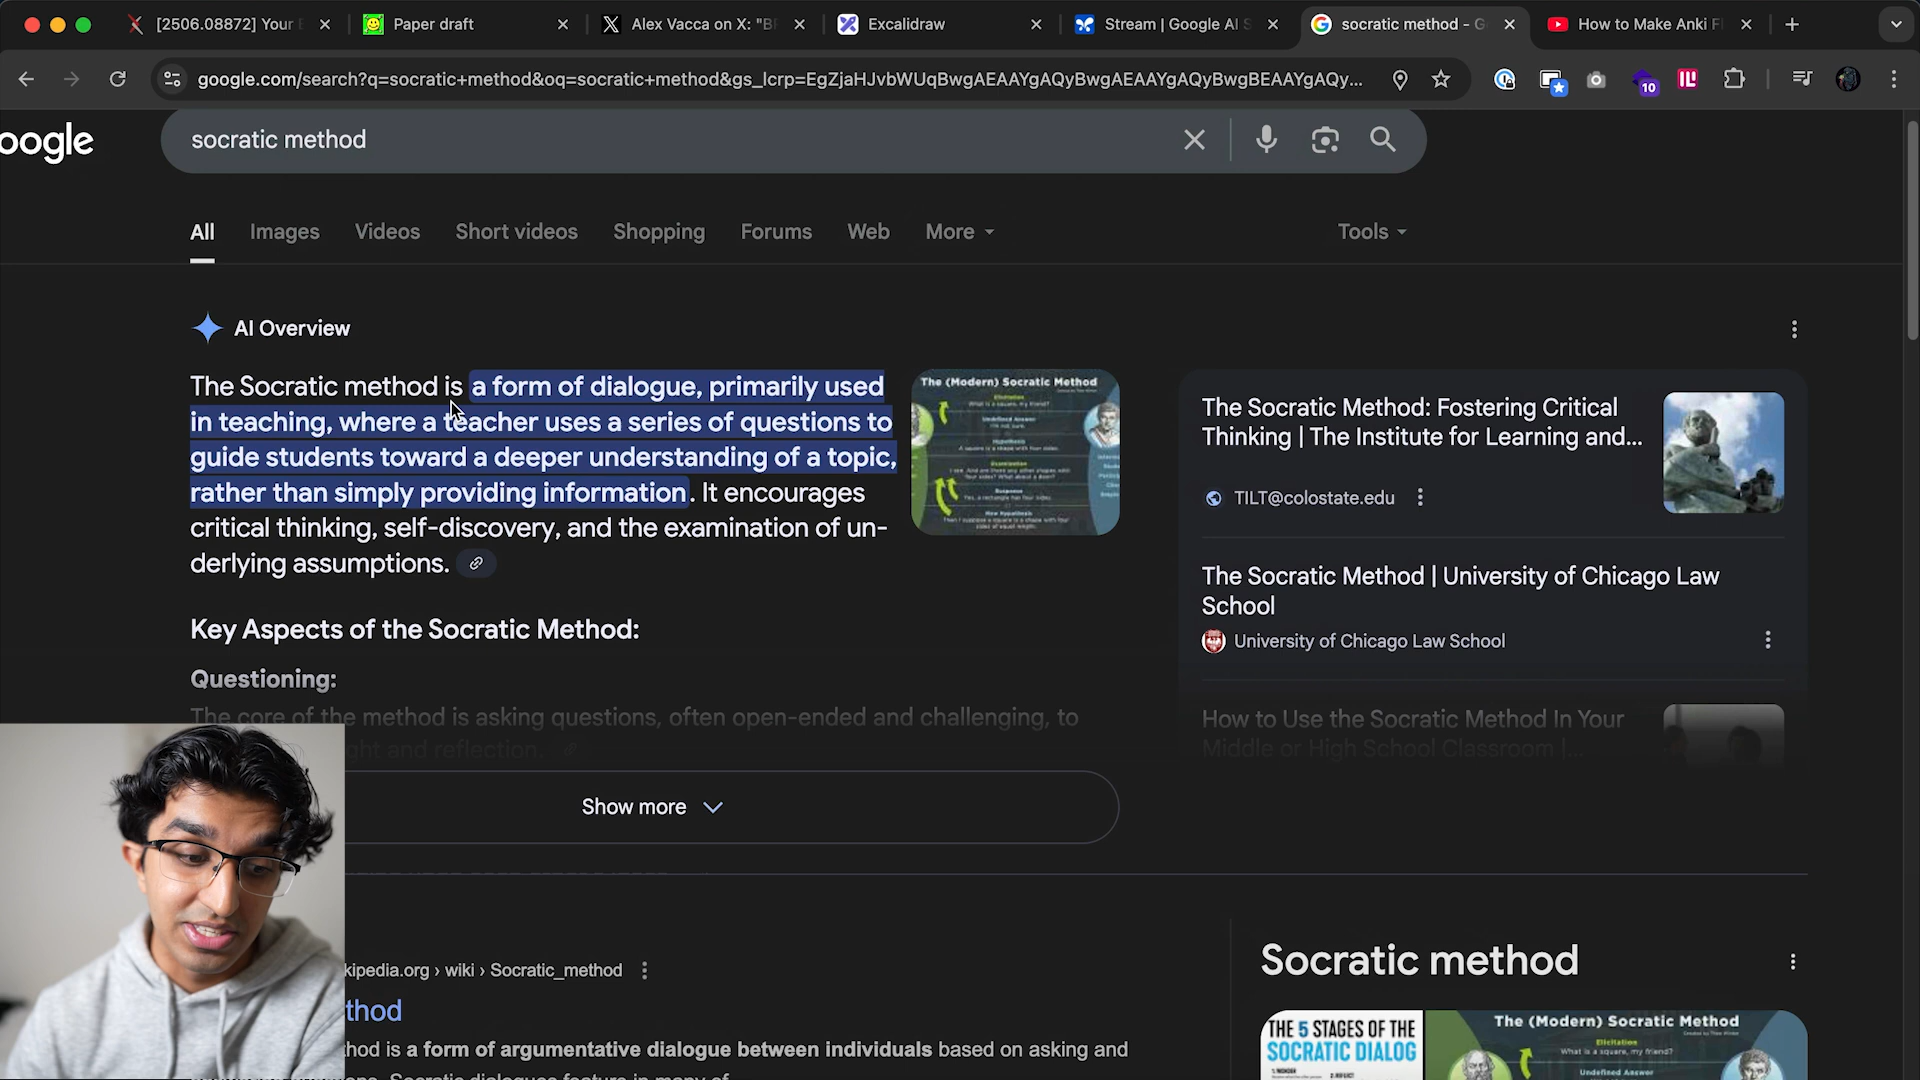 [2506.08872] Your
Paper draft
Alex Vacca on X: "B
Excalidraw
Stream | Google AI S
socratic method - G
How to Make Anki F
google.com/search?q=socratic+method&oq=socratic+method&gs_lcrp=EgZjaHJvbWUqBwgAEAAYgAQyBwgAEAAYgAQyBwgBEAAYgAQy...
10
oogle
socratic method
All
Images
Videos
Short videos
Shopping
Forums
Web
More
Tools
AI Overview
The Socratic method is a form of dialogue, primarily used
in teaching, where a teacher uses a series of questions to
guide students toward a deeper understanding of a topic,
rather than simply providing information. It encourages
critical thinking, self-discovery, and the examination of un-
derlying assumptions.
The (Modern) Socratic Method
The Socratic Method: Fostering Critical
Thinking | The Institute for Learning and...
TILT@colostate.edu
The Socratic Method | University of Chicago Law
School
University of Chicago Law School
How to Use the Socratic Method In Your
Middle or High School Classroom |...
Key Aspects of the Socratic Method:
Questioning:
The core of the method is asking questions, often open-ended and challenging, to
ght and reflection.
Show more
kipedia.org › wiki › Socratic_method
thod
hod is a form of argumentative dialogue between individuals based on asking and
Socratic method
THE 5 STAGES OF THE
SOCRATIC DIALOG
The (Modern) Socratic Method
Elicitation
What is a square, my friend?
Undefined Answer